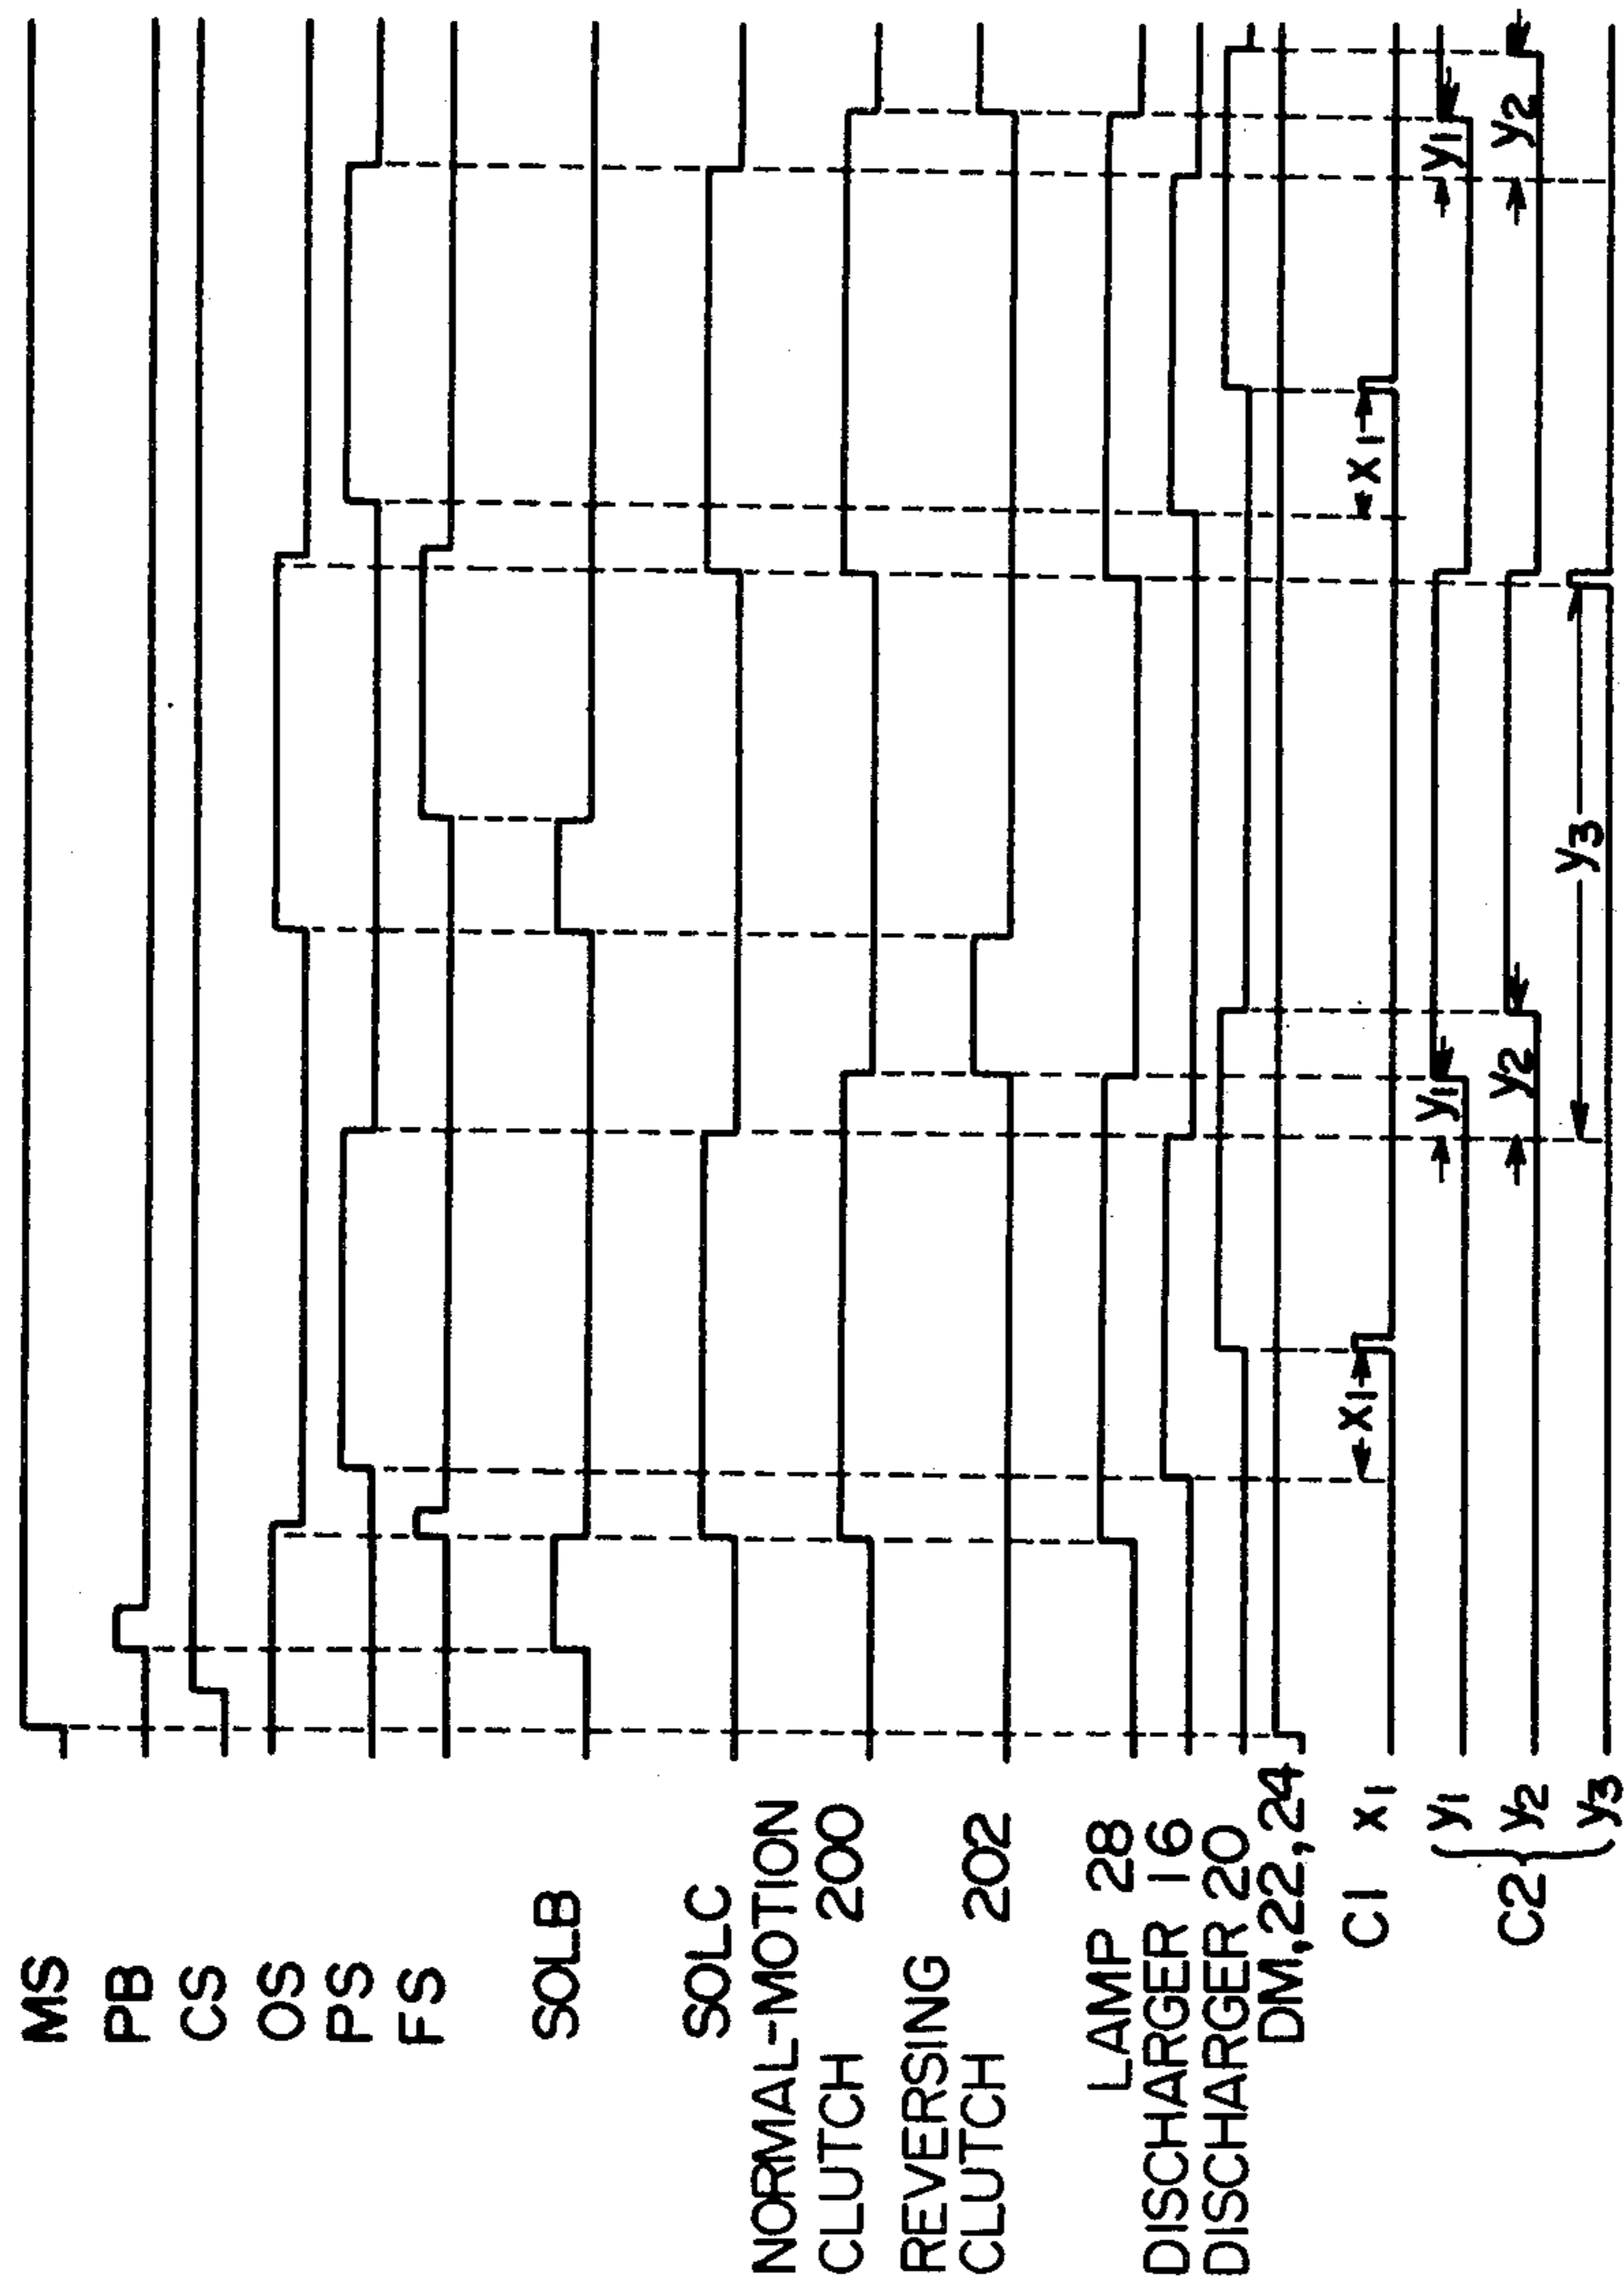 MS
PB
CS
OS
PS
FS
SOLB
SOLC
NORMAL-MOTION
CLUTCH 200
REVERSING
CLUTCH 202
LAMP 28
DISCHARGER 16
DISCHARGER 20
DM,22,24
C1 X1
C2 { y1
y2
y3
X1
X1
y1
y1
y2
y2
y3